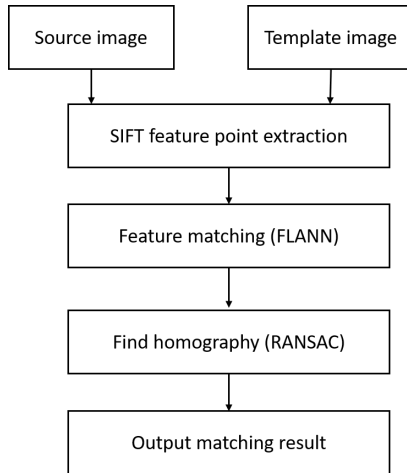 Source image
Template image
SIFT feature point extraction
Feature matching (FLANN)
Find homography (RANSAC)
Output matching result